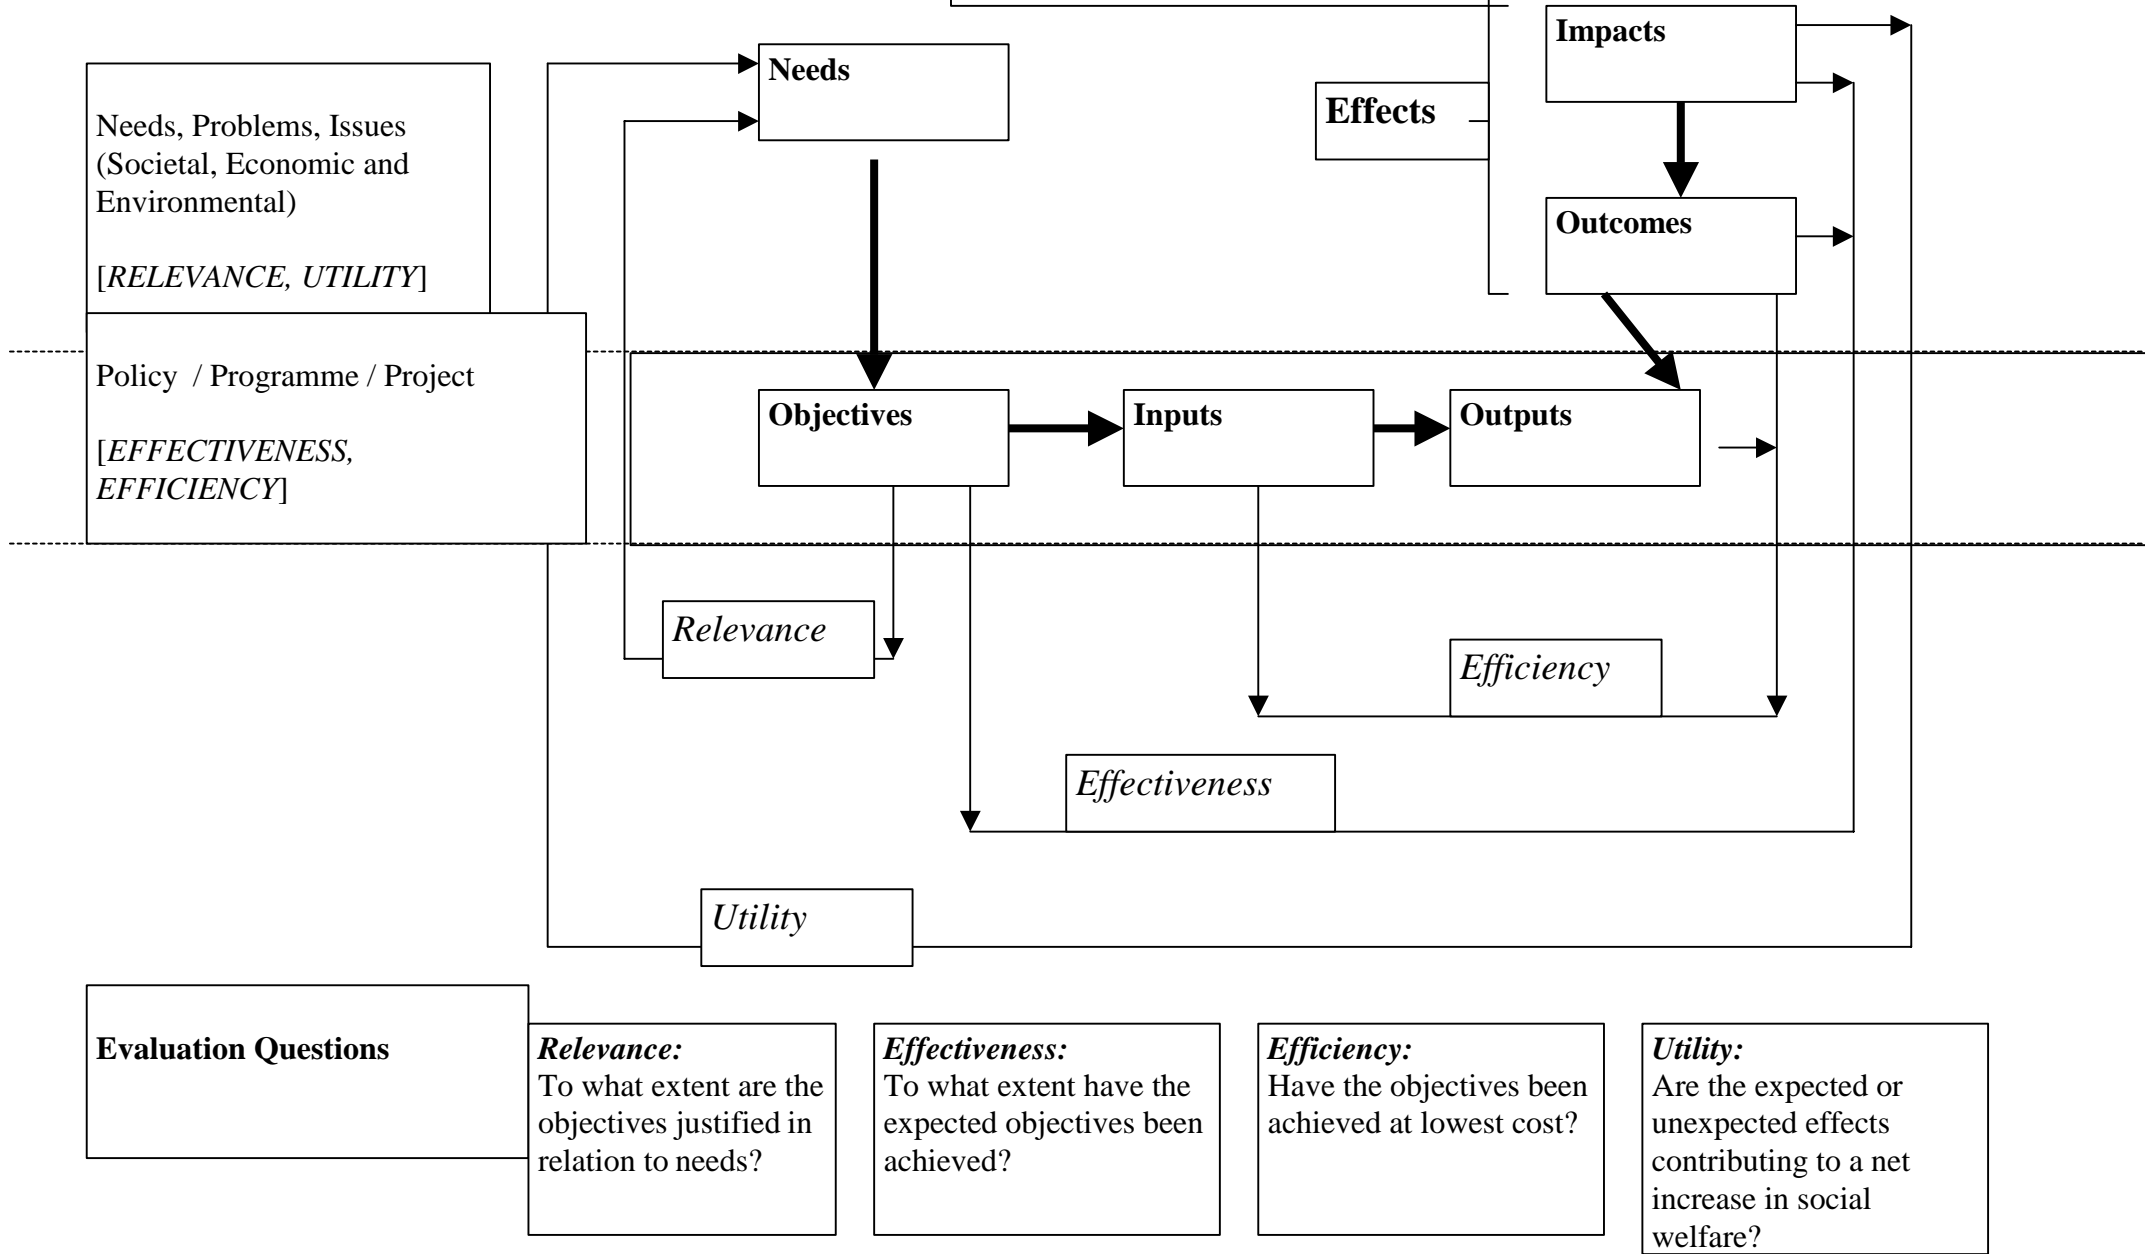 Impacts
Needs
Effects
Needs, Problems, Issues
(Societal, Economic and
Environmental)
[RELEVANCE, UTILITY]
Outcomes
Policy / Programme / Project
[EFFECTIVENESS,
EFFICIENCY]
Objectives
Inputs
Outputs
Relevance
Efficiency
Effectiveness
Utility
Evaluation Questions
Relevance:
To what extent are the
objectives justified in
relation to needs?
Effectiveness:
To what extent have the
expected objectives been
achieved?
Efficiency:
Have the objectives been
achieved at lowest cost?
Utility:
Are the expected or
unexpected effects
contributing to a net
increase in social
welfare?